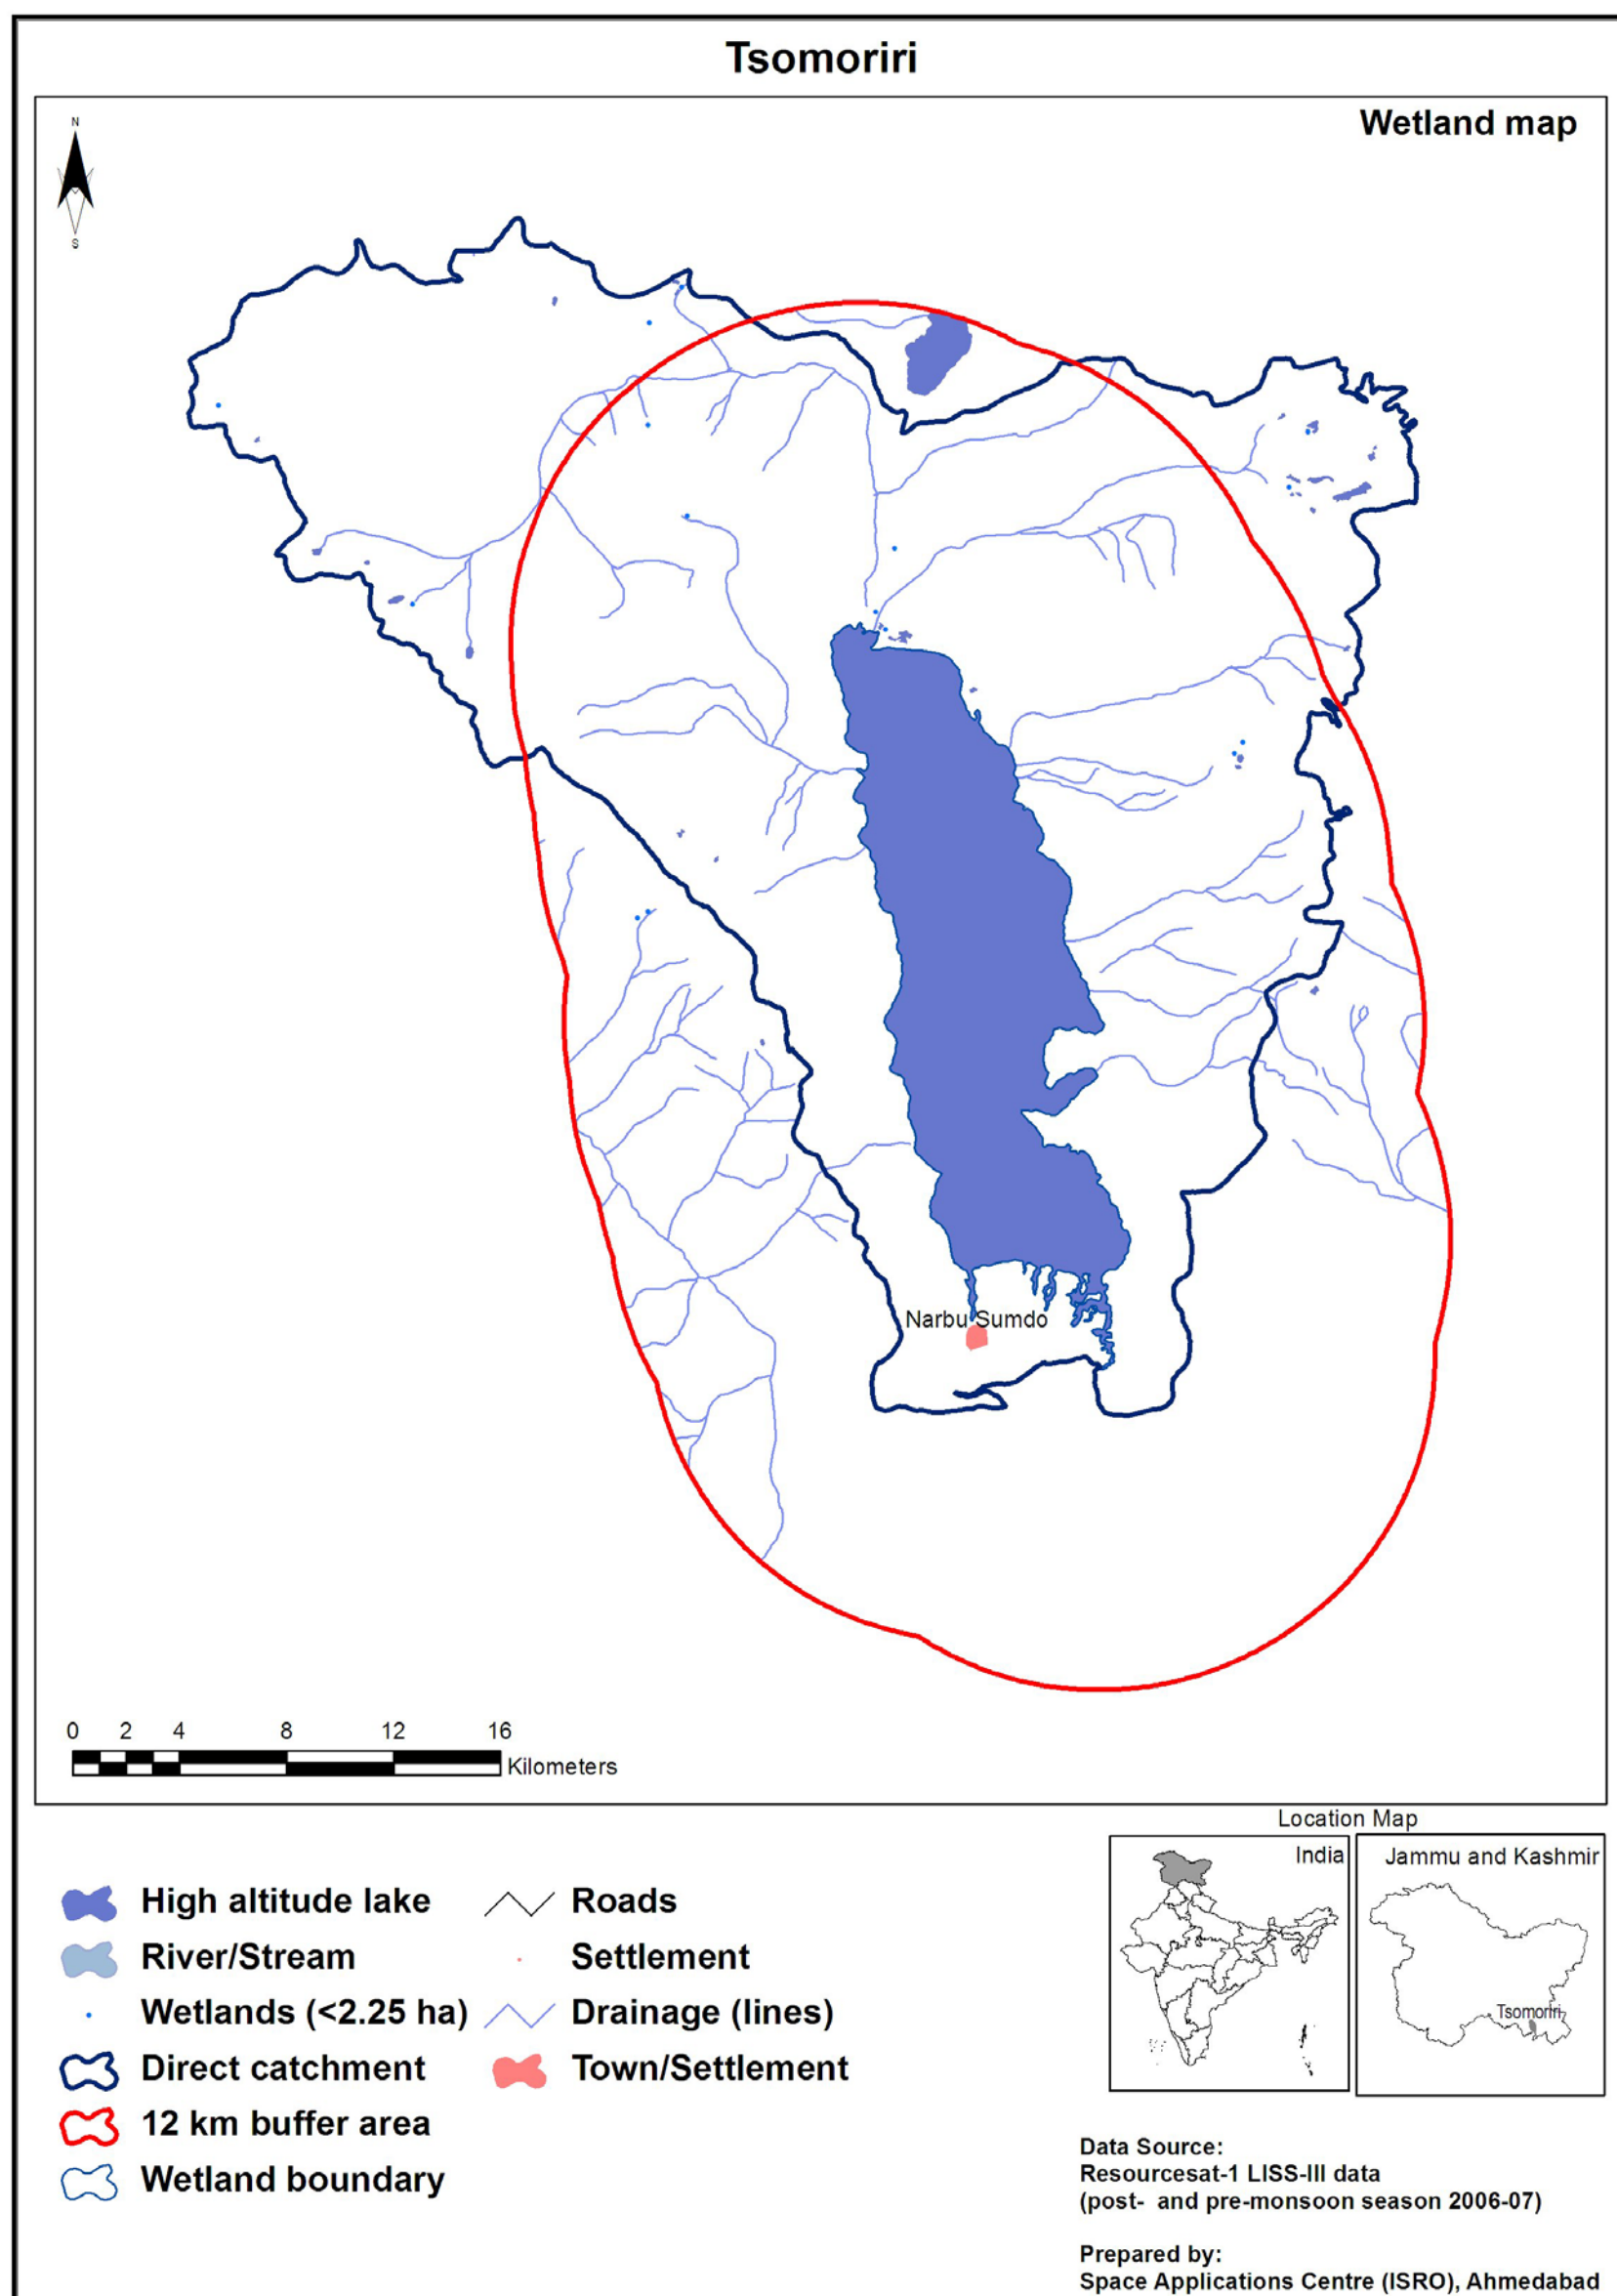 Tsomoriri
Wetland map
N
S
Narbu Sumdo
0 2 4 8 12 16
Kilometers
Location Map
India
Jammu and Kashmir
Tsomoriri
High altitude lake
River/Stream
Wetlands (<2.25 ha)
Direct catchment
12 km buffer area
Wetland boundary
Roads
Settlement
Drainage (lines)
Town/Settlement
Data Source:
Resourcesat-1 LISS-III data
(post- and pre-monsoon season 2006-07)
Prepared by:
Space Applications Centre (ISRO), Ahmedabad